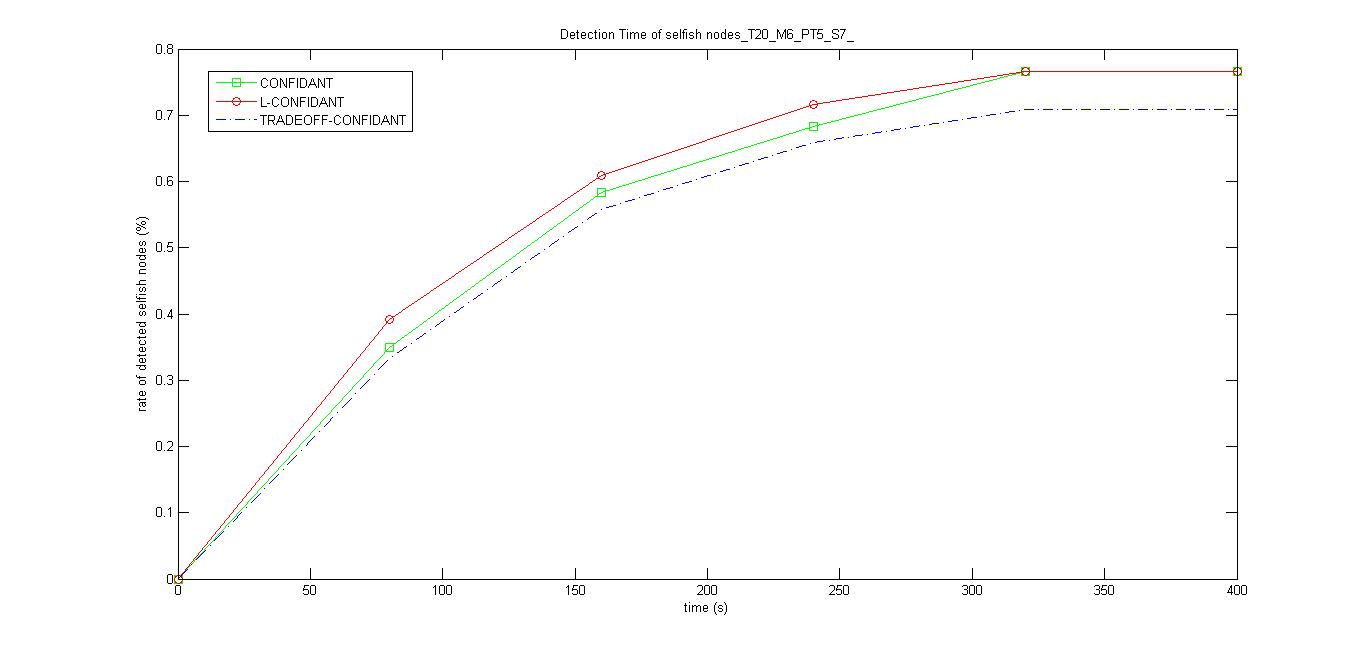 Detection Time of selfish nodes_T20_M6_PT5_S7_
CONFIDANT
L-CONFIDANT
TRADEOFF-CONFIDANT
rate of detected selfish nodes (%)
0.8
0.7
0.6
0.5
0.4
0.3
0.2
0.1
0
0 50 100 150 200 250 300 350 400
time (s)